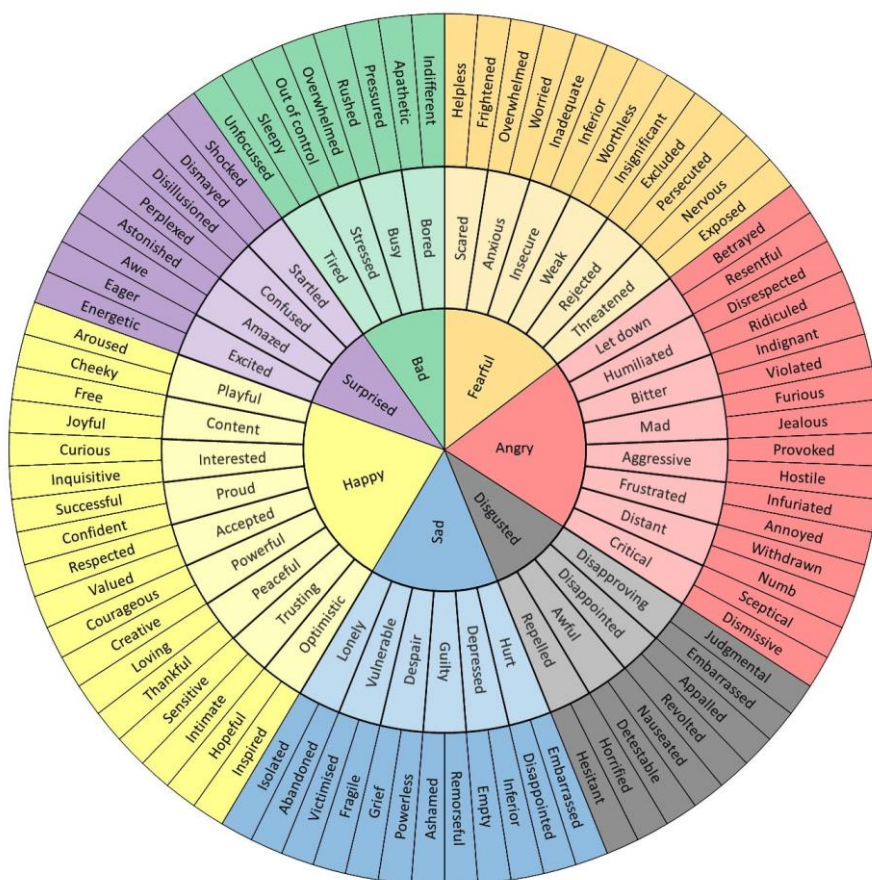 Fearful
Angry
Disgusted
Sad
Happy
Surprised
Bad
Scared
Anxious
Insecure
Weak
Rejected
Threatened
Let down
Humiliated
Bitter
Mad
Aggressive
Frustrated
Distant
Critical
Disapproving
Disappointed
Awful
Repelled
Hurt
Depressed
Guilty
Despair
Vulnerable
Lonely
Optimistic
Trusting
Peaceful
Powerful
Accepted
Proud
Interested
Content
Playful
Excited
Amazed
Confused
Startled
Tired
Stressed
Busy
Bored
Helpless
Frightened
Overwhelmed
Worried
Inadequate
Inferior
Worthless
Insignificant
Excluded
Persecuted
Nervous
Exposed
Betrayed
Resentful
Disrespected
Ridiculed
Indignant
Violated
Furious
Jealous
Provoked
Hostile
Infuriated
Annoyed
Withdrawn
Numb
Sceptical
Dismissive
Judgmental
Embarrassed
Appalled
Revolted
Nauseated
Detestable
Horrified
Hesitant
Embarrassed
Disappointed
Inferior
Empty
Remorseful
Ashamed
Powerless
Grief
Fragile
Victimised
Abandoned
Isolated
Inspired
Hopeful
Intimate
Sensitive
Thankful
Loving
Creative
Courageous
Valued
Respected
Confident
Successful
Inquisitive
Curious
Joyful
Free
Cheeky
Aroused
Energetic
Eager
Awe
Astonished
Perplexed
Disillusioned
Dismayed
Shocked
Unfocussed
Sleepy
Out of control
Overwhelmed
Rushed
Pressured
Apathetic
Indifferent